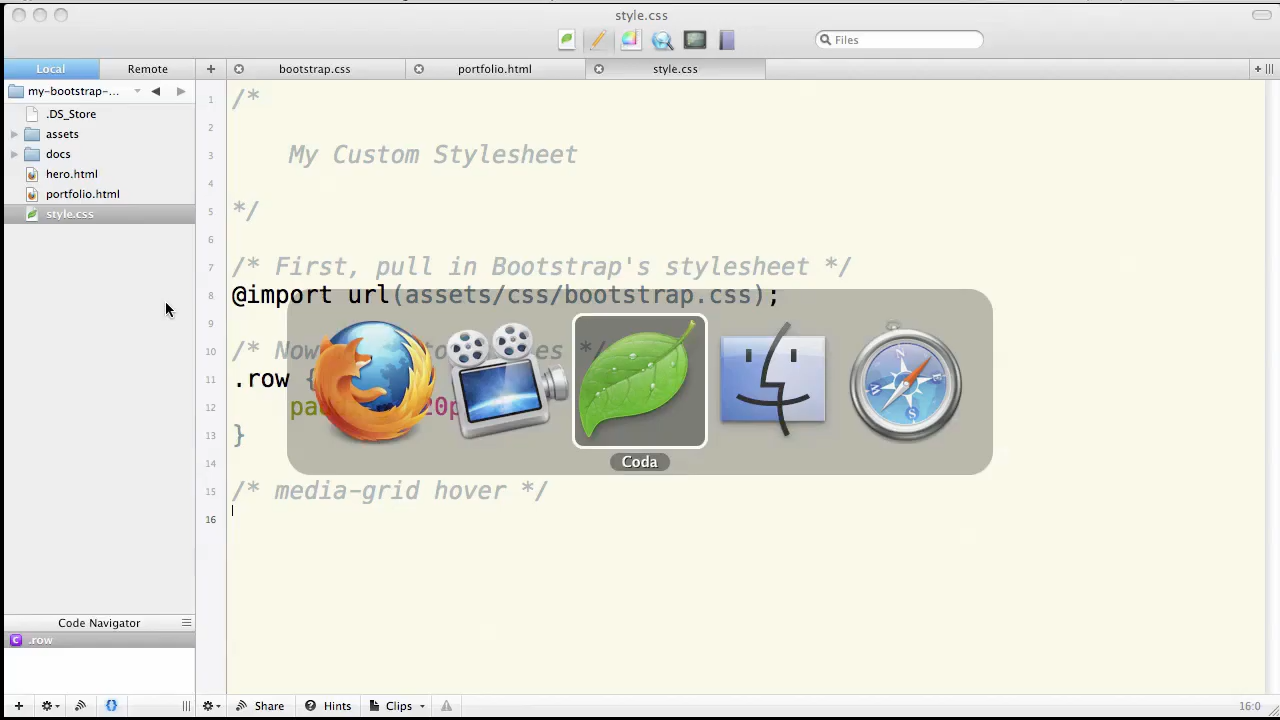 style.css
Files
Local
Remote
bootstrap.css
portfolio.html
style.css
my-bootstrap-...
.DS_Store
assets
docs
hero.html
portfolio.html
style.css
1 /*
2
3 My Custom Stylesheet
4
5 */
6
7 /* First, pull in Bootstrap's stylesheet */
8 @import url(assets/css/bootstrap.css);
9
10 /* Now */
11 .row {
12 20p
13 }
14
15 /* media-grid hover */
16
Coda
Code Navigator
.row
Share
Hints
Clips
16:0